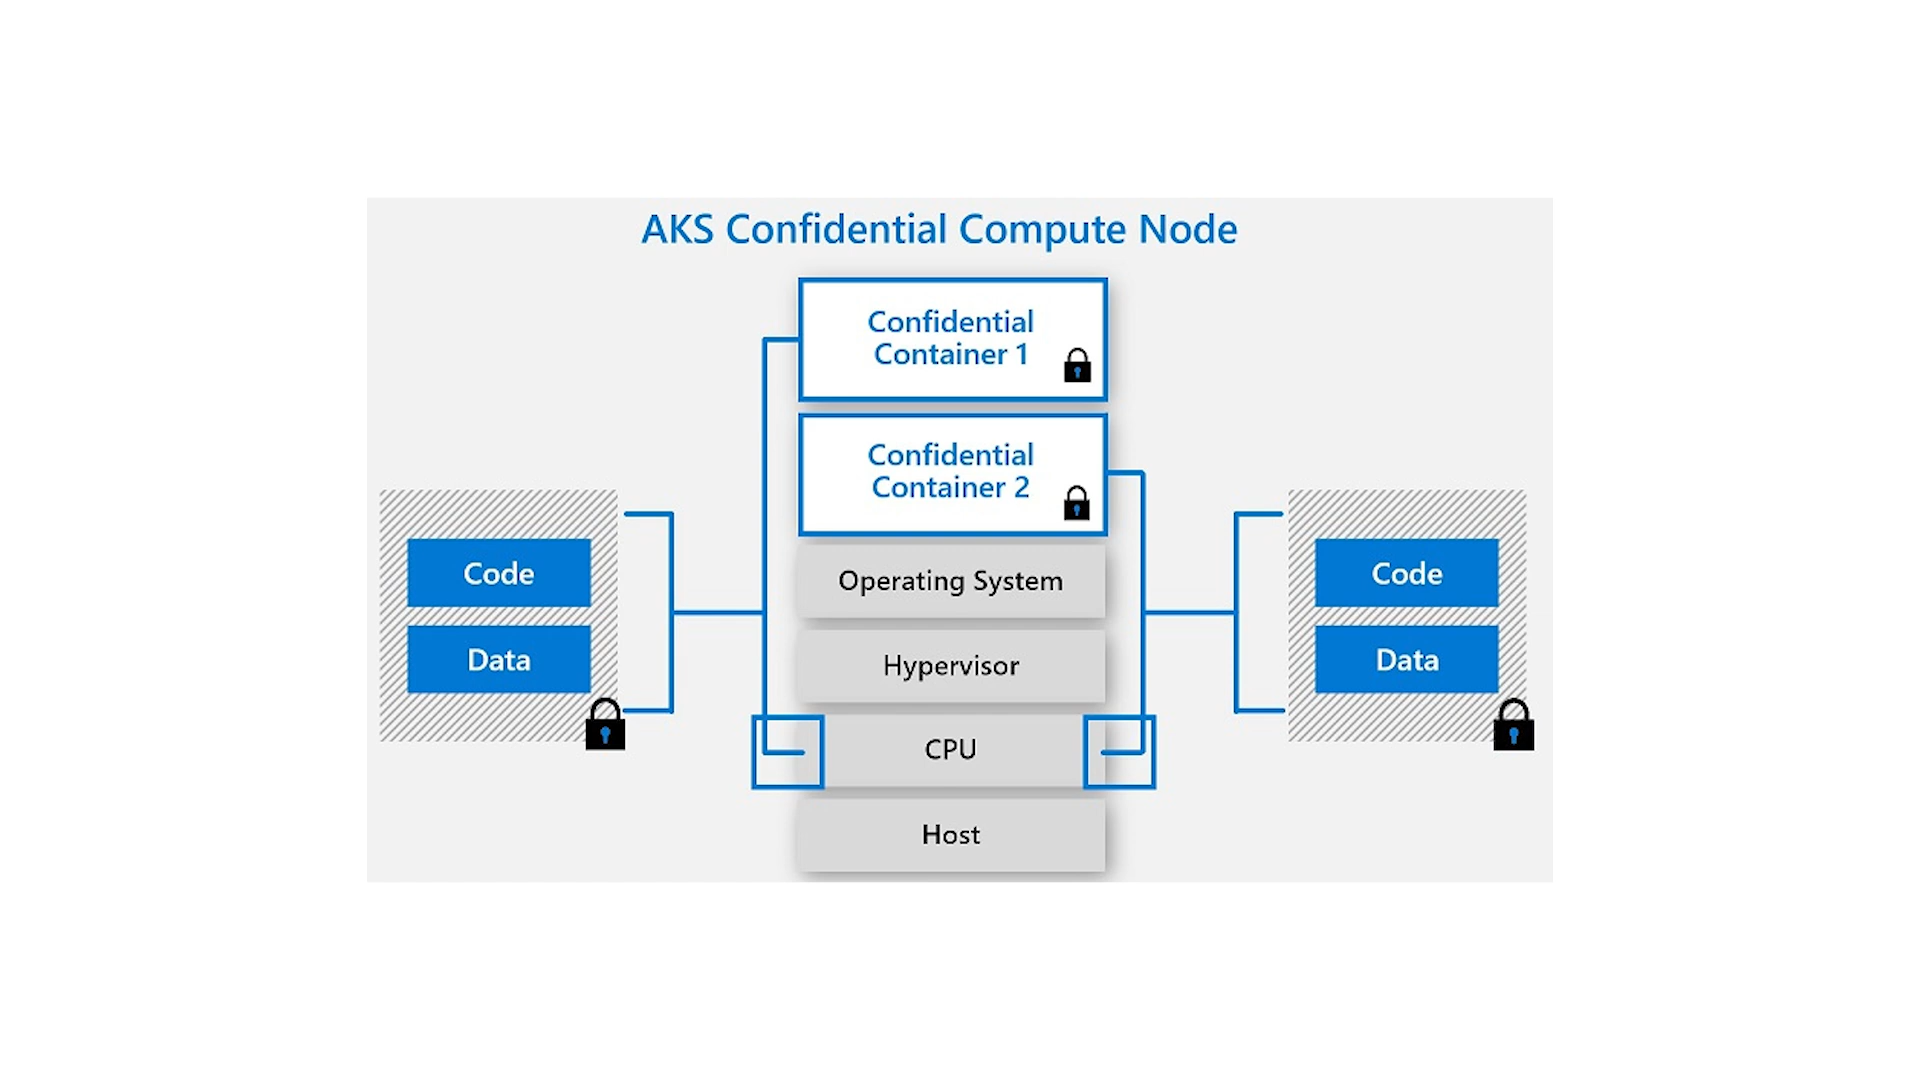 AKS Confidential Compute Node
Confidential
Container 1
Confidential
Container 2
Operating System
Hypervisor
CPU
Host
Code
Data
Code
Data